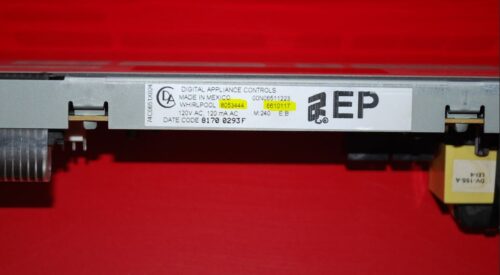 DIGITAL APPLIANCE CONTROLS
MADE IN MEXICO 00N06511223
WHIRLPOOL 8053444 6610117
120V AC; 120 mA AC M:240 E:B
DATE CODE 8170 0293F
EP
DV-155-A